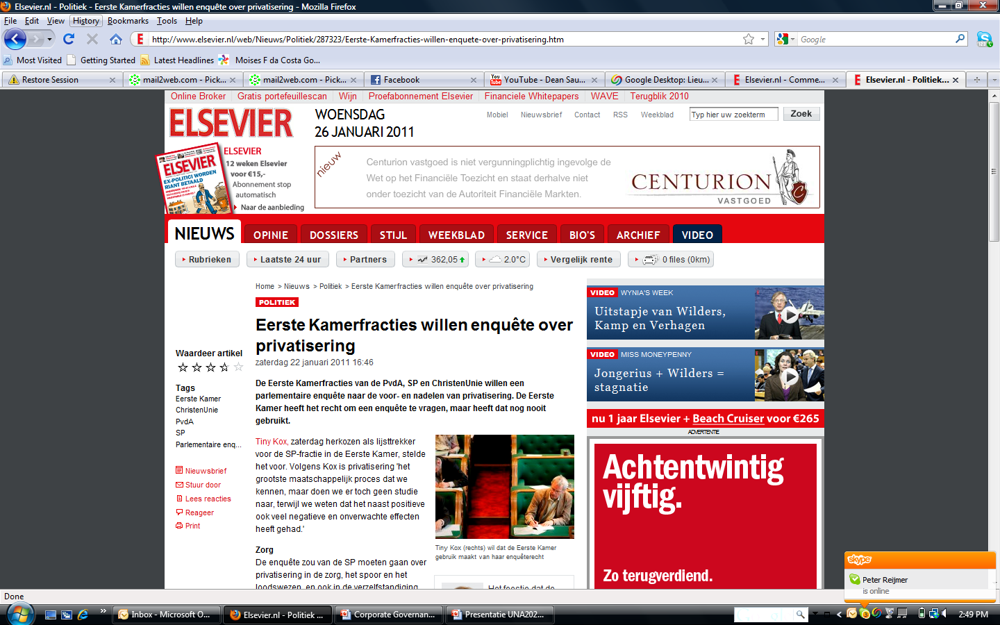 Elsevier.nl - Politiek - Eerste Kamerfracties willen enquête over privatisering - Mozilla Firefox
File Edit View History Bookmarks Tools Help
http://www.elsevier.nl/web/Nieuws/Politiek/287323/Eerste-Kamerfracties-willen-enquete-over-privatisering.htm
Google
Most Visited Getting Started Latest Headlines Moises F da Costa Go...
Restore Session
mail2web.com - Pick...
mail2web.com - Pick...
Facebook
YouTube - Dean Sau...
Google Desktop: Lieu...
Elsevier.nl - Comme...
Elsevier.nl - Politiek...
Online Broker Gratis portefeuillescan Wijn Proefabonnement Elsevier Financiele Whitepapers WAVE Terugblik 2010
ELSEVIER
WOENSDAG
26 JANUARI 2011
Mobiel Nieuwsbrief Contact RSS Weekblad
Typ hier uw zoekterm
Zoek
ELSEVIER
EX-POLITICI WORDEN
RIANT BETAALD
ELSEVIER
12 weken Elsevier
voor €15,-
Abonnement stop
automatisch
Naar de aanbieding
nieuw
Centurion vastgoed is niet vergunningplichtig ingevolge de
Wet op het Financiële Toezicht en staat derhalve niet
onder toezicht van de Autoriteit Financiële Markten.
CENTURION
VASTGOED
NIEUWS OPINIE DOSSIERS STIJL WEEKBLAD SERVICE BIO'S ARCHIEF VIDEO
Rubrieken Laatste 24 uur Partners 362,05 2.0°C Vergelijk rente 0 files (0km)
Home > Nieuws > Politiek > Eerste Kamerfracties willen enquête over privatisering
POLITIEK
Eerste Kamerfracties willen enquête over
privatisering
zaterdag 22 januari 2011 16:46
Waardeer artikel
Tags
Eerste Kamer
ChristenUnie
PvdA
SP
Parlementaire enq...
Nieuwsbrief
Stuur door
Lees reacties
Reageer
Print
De Eerste Kamerfracties van de PvdA, SP en ChristenUnie willen een
parlementaire enquête naar de voor- en nadelen van privatisering. De Eerste
Kamer heeft het recht om een enquête te vragen, maar heeft dat nog nooit
gebruikt.
Tiny Kox, zaterdag herkozen als lijsttrekker
voor de SP-fractie in de Eerste Kamer, stelde
het voor. Volgens Kox is privatisering 'het
grootste maatschappelijk proces dat we
kennen, maar doen we er toch geen studie
naar, terwijl we weten dat het naast positieve
ook veel negatieve en onverwachte effecten
heeft gehad.'
Zorg
De enquête zou van de SP moeten gaan over
privatisering in de zorg, het spoor en het
loodswezen, en ook in de verzelfstandiging
Tiny Kox (rechts) wil dat de Eerste Kamer
gebruik maakt van haar enquêterecht
Het feestje dat de
VIDEO WYNIA'S WEEK
Uitstapje van Wilders,
Kamp en Verhagen
VIDEO MISS MONEYPENNY
Jongerius + Wilders =
stagnatie
nu 1 jaar Elsevier + Beach Cruiser voor €265
ADVERTENTIE
Achtentwintig
vijftig.
Zo terugverdiend.
skype
Peter Reijmer
is online
Done
Inbox - Microsoft O...
Elsevier.nl - Politiek ...
Corporate Governan...
Presentatie UNA202...
2:49 PM